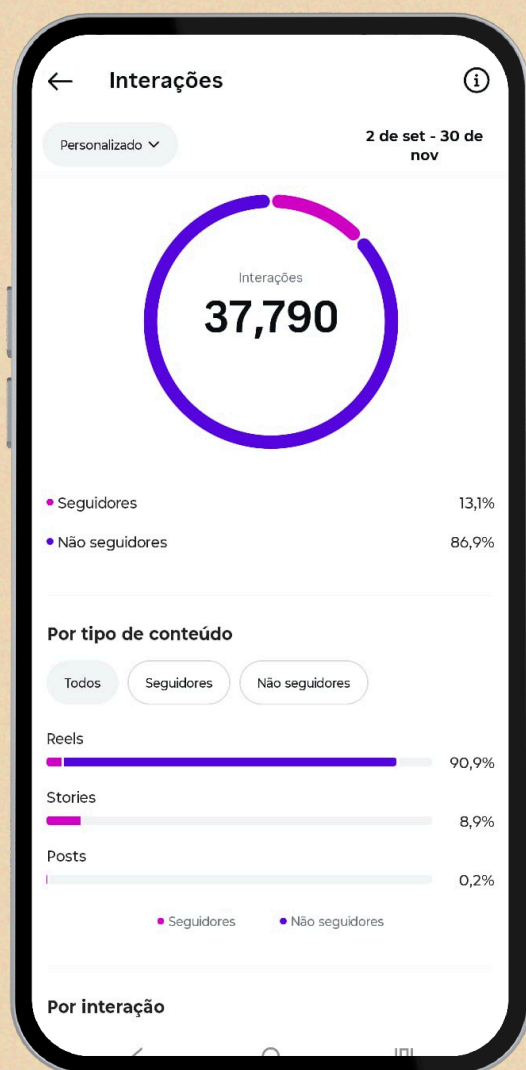 Interações
Personalizado
2 de set - 30 de
nov
Interações
37,790
Seguidores
13,1%
Não seguidores
86,9%
Por tipo de conteúdo
Todos
Seguidores
Não seguidores
Reels
90,9%
Stories
8,9%
Posts
0,2%
Seguidores
Não seguidores
Por interação